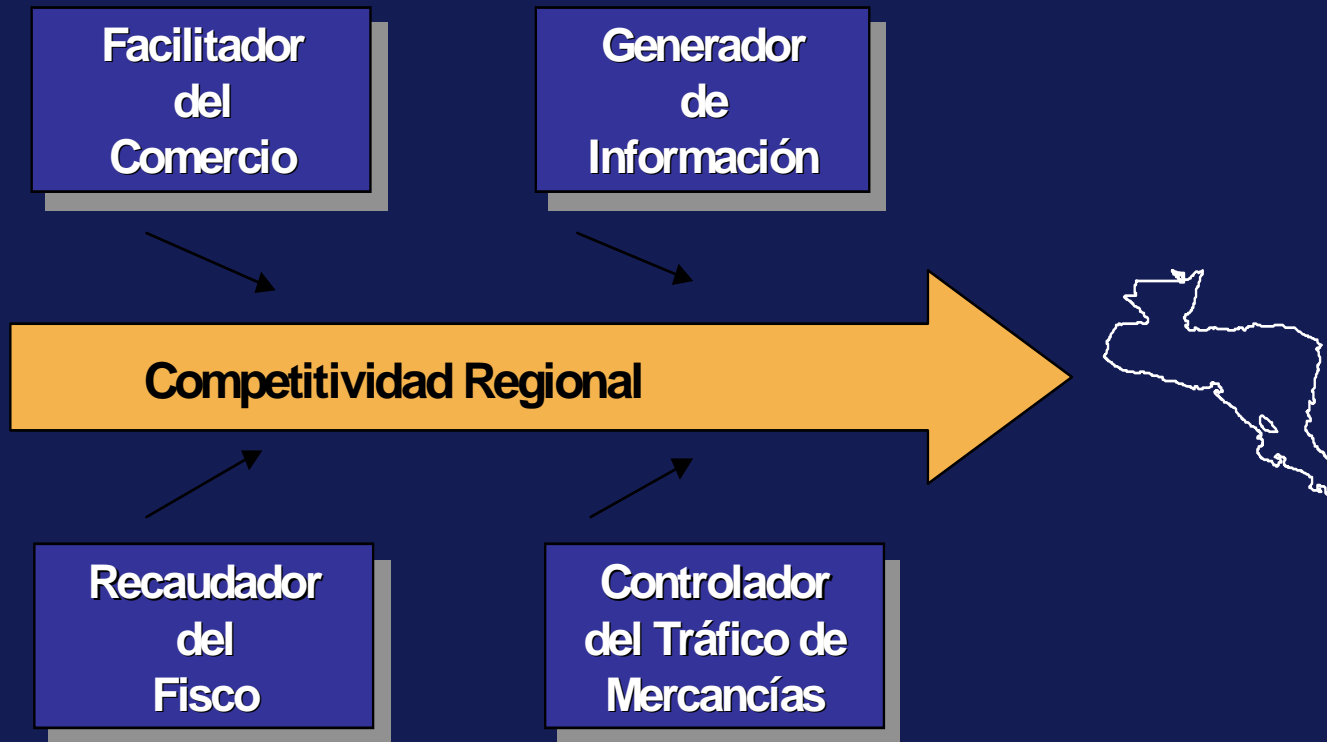 Facilitador
del
Comercio
Generador
de
Información
Competitividad Regional
Recaudador
del
Fisco
Controlador
del Tráfico de
Mercancías